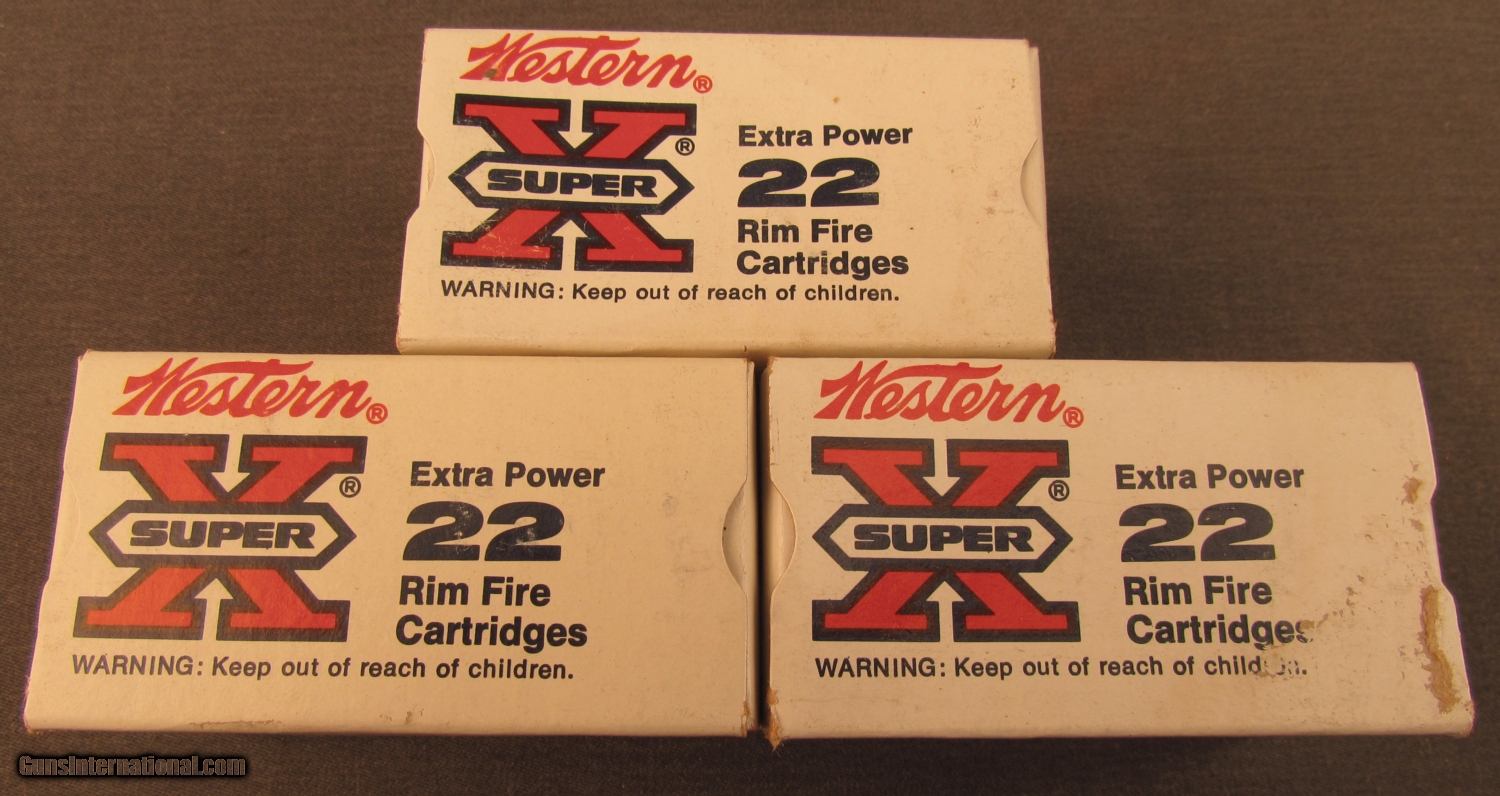 Western®
X®
SUPER
Extra Power
22
Rim Fire
Cartridges
WARNING: Keep out of reach of children.
Western®
X®
SUPER
Extra Power
22
Rim Fire
Cartridges
WARNING: Keep out of reach of children.
Western®
X®
SUPER
Extra Power
22
Rim Fire
Cartridges
WARNING: Keep out of reach of children.
GunsInternational.com